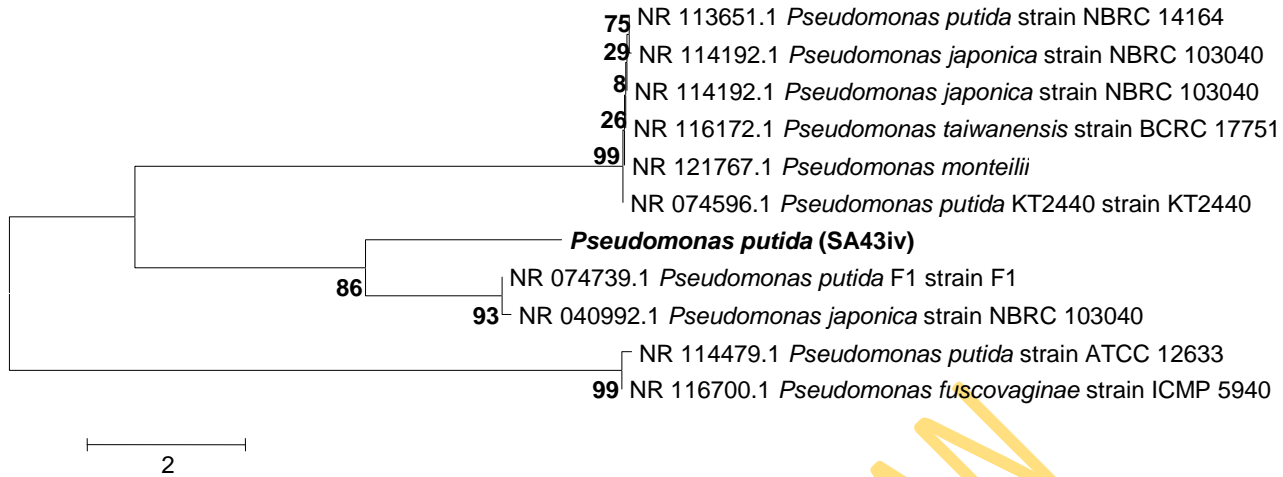 75 NR 113651.1 Pseudomonas putida strain NBRC 14164
29 NR 114192.1 Pseudomonas japonica strain NBRC 103040
8 NR 114192.1 Pseudomonas japonica strain NBRC 103040
26 NR 116172.1 Pseudomonas taiwanensis strain BCRC 17751
99 NR 121767.1 Pseudomonas monteilii
NR 074596.1 Pseudomonas putida KT2440 strain KT2440
Pseudomonas putida (SA43iv)
NR 074739.1 Pseudomonas putida F1 strain F1
86
93 NR 040992.1 Pseudomonas japonica strain NBRC 103040
NR 114479.1 Pseudomonas putida strain ATCC 12633
99 NR 116700.1 Pseudomonas fuscovaginae strain ICMP 5940
2